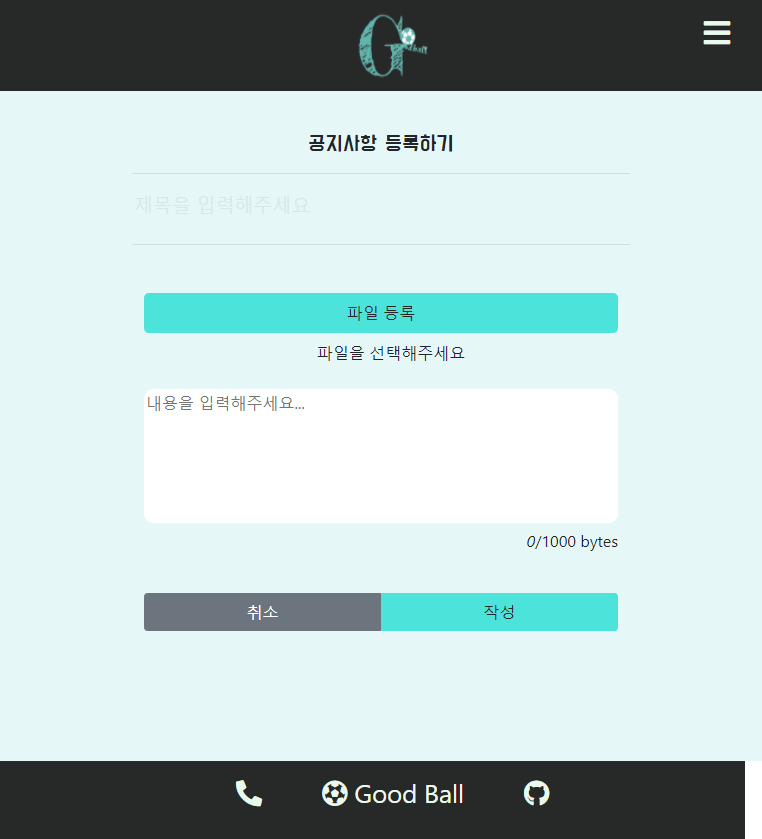 G ball
공지사항 등록하기
제목을 입력해주세요
파일 등록
파일을 선택해주세요
내용을 입력해주세요...
0/1000 bytes
취소 작성
Good Ball